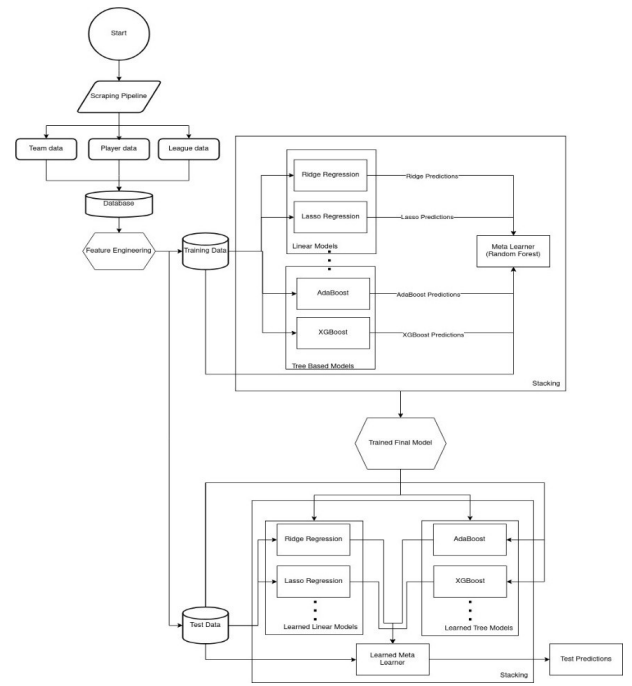 Start
Scraping Pipeline
Team data
Player data
League data
Database
Feature Engineering
Training Data
Ridge Regression
Ridge Predictions
Lasso Regression
Lasso Predictions
Linear Models
Meta Learner
(Random Forest)
AdaBoost
AdaBoost Predictions
XGBoost
XGBoost Predictions
Tree Based Models
Stacking
Trained Final Model
Ridge Regression
AdaBoost
Lasso Regression
XGBoost
Test Data
Learned Linear Models
Learned Tree Models
Learned Meta
Learner
Test Predictions
Stacking